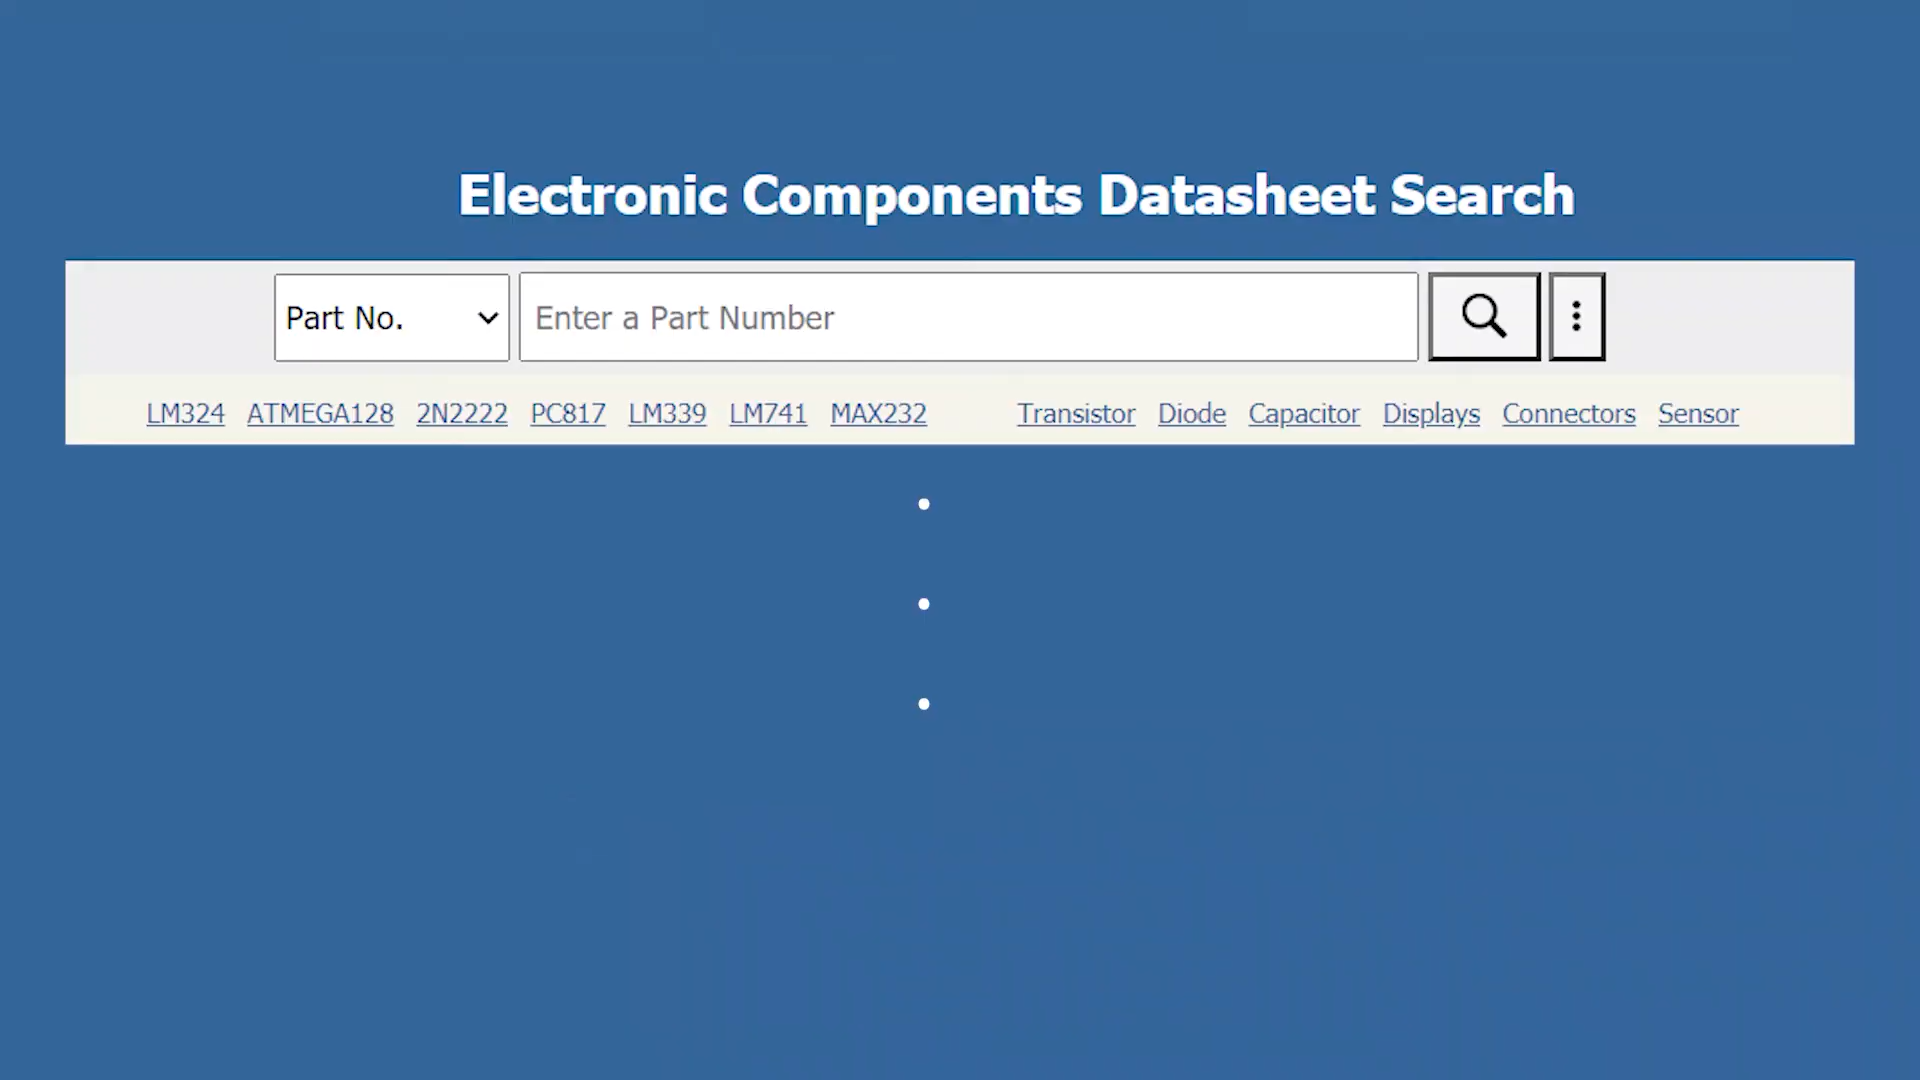 Electronic Components Datasheet Search
Part No. Enter a Part Number
LM324 ATMEGA128 2N2222 PC817 LM339 LM741 MAX232 Transistor Diode Capacitor Displays Connectors Sensor